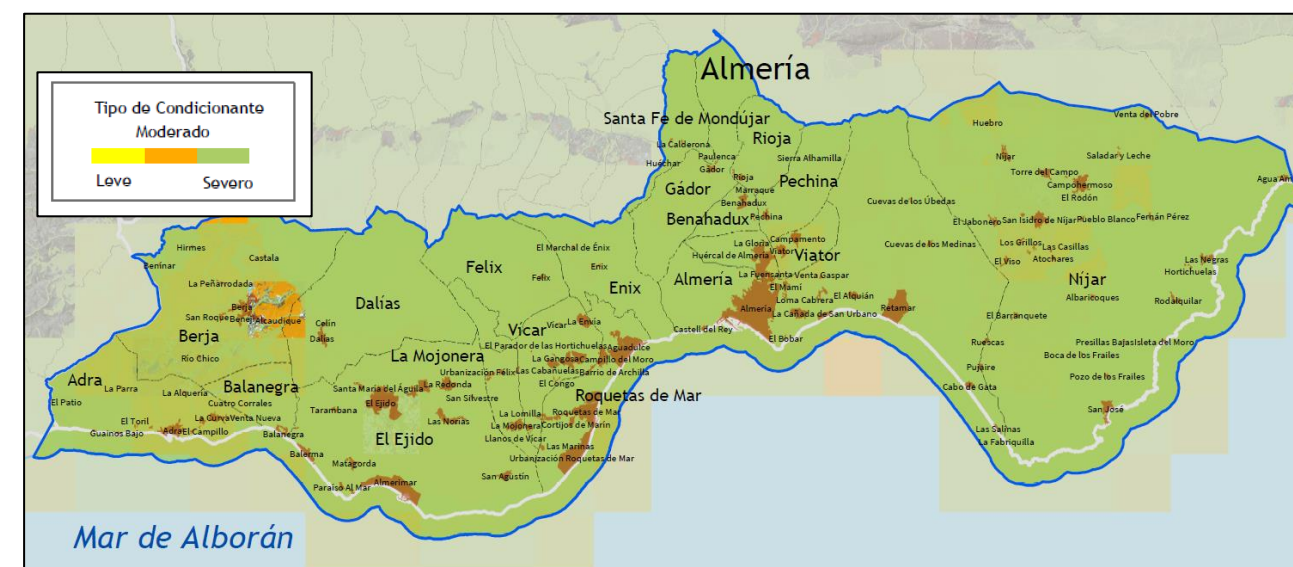 Almería
Tipo de Condicionante
Moderado
Leve
Severo
Santa Fe de Mondújar
Rioja
Huebro
Venta del Pobre
La Calderona
Huéchar
Paulenca
Gádor
Sierra Alhamilla
Níjar
Saladar y Leche
Torre del Campo
Campohermoso
El Rodón
Agua Am
Rioja
Marraque
Benahadux
Gádor
Pechina
Benahadux
Pechina
Cuevas de los Úbedas
El Jabonero
San Isidro de Níjar
Pueblo Blanco
Fernán Pérez
Hirmes
Castala
Benínar
El Marchal de Énix
La Gloria
Campamento
Huércal de Almería
Viator
Viator
Cuevas de los Medinas
Los Grillos
Las Casillas
El Viso
Atochares
Las Negras
Hortichuelas
Felix
Enix
Felix
Enix
La Peñarrodada
Almería
La Fuensanta
Venta Gaspar
El Mamí
Níjar
Albaricoques
Rodalquilar
Berja
San Roque
Benejí
Alcaudique
Dalías
Celín
Dalías
Loma Cabrera
El Alquián
Almería
La Cañada de San Urbano
Retamar
El Barranquete
Berja
Vícar
Vícar
La Envia
Castell del Rey
El Bobar
Río Chico
La Mojonera
El Parador de las Hortichuelas
Aguadulce
La Gangosa
Campillo del Moro
Ruescas
Presillas Bajas
Isleta del Moro
Boca de los Frailes
Adra
La Parra
La Alquería
Balanegra
Cuatro Corrales
Urbanización Félix
Las Cabañuelas
Barrio de Archilla
Pujaire
Pozo de los Frailes
Santa María del Águila
La Redonda
El Congo
Cabo de Gata
El Patio
San Silvestre
Roquetas de Mar
El Toril
La Curva
Venta Nueva
Tarambana
El Ejido
Las Norias
La Lomilla
Roquetas de Mar
San José
Guainos Bajo
Adra
El Campillo
Balanegra
El Ejido
La Mojonera
Cortijos de Marín
Llanos de Vícar
Las Salinas
La Fabriquilla
Balerma
Matagorda
Las Marinas
Urbanización Roquetas de Mar
Paraíso Al Mar
Almerimar
San Agustín
Mar de Alborán